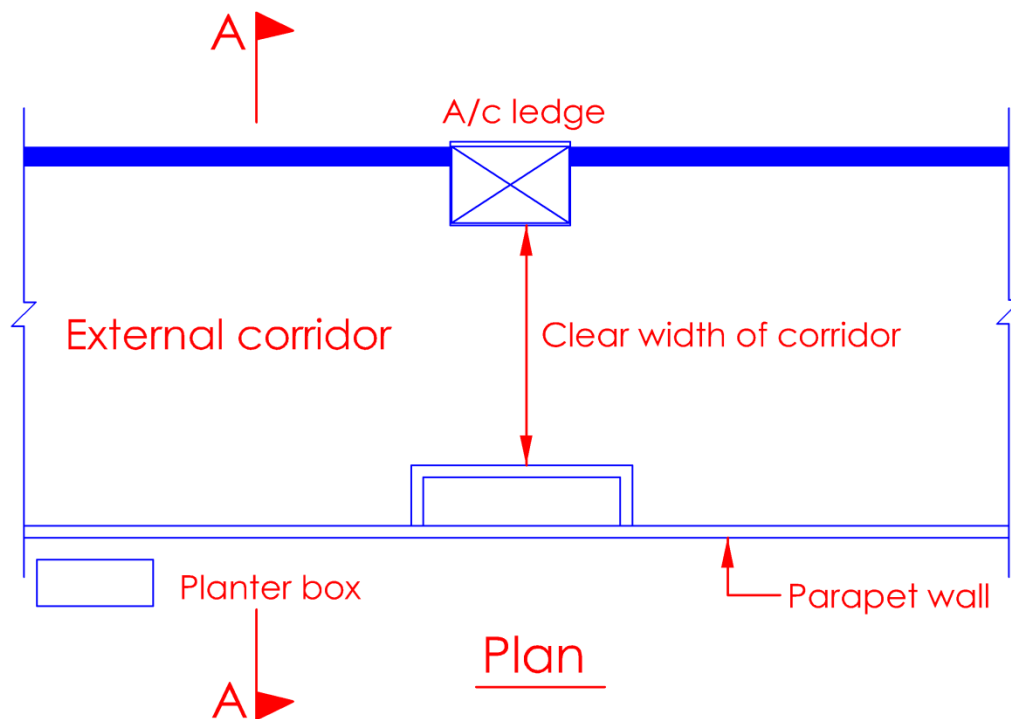 A
A/c ledge
External corridor
Clear width of corridor
Planter box
Parapet wall
Plan
A